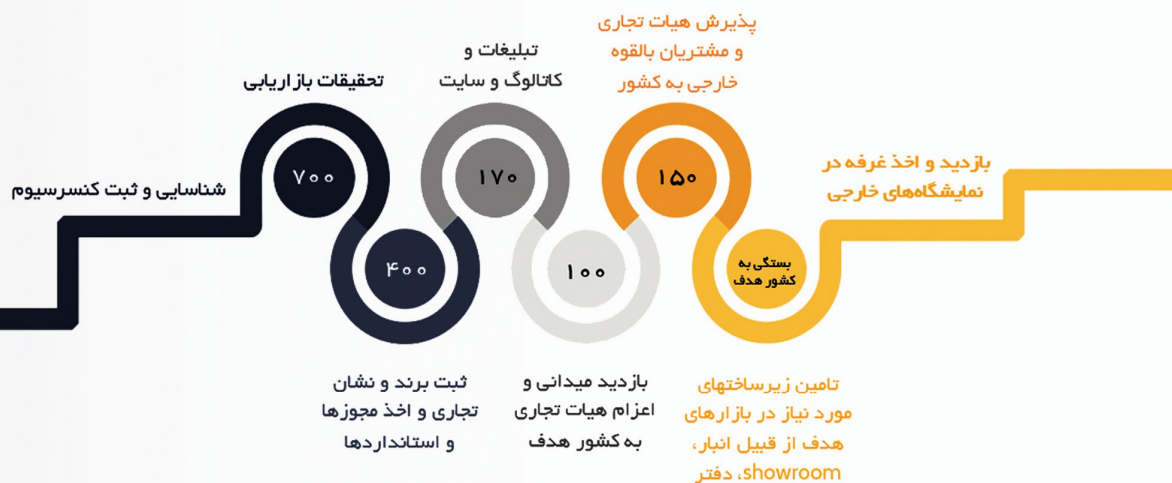 شناسایی و ثبت کنسرسیوم
تحقیقات بازاریابی
۷۰۰
۴۰۰
ثبت برند و نشان
تجاری و اخذ مجوزها
و استانداردها
تبلیغات و
کاتالوگ و سایت
۱۷۰
۱۰۰
بازدید میدانی و
اعزام هیات تجاری
به کشور هدف
پذیرش هیات تجاری
و مشتریان بالقوه
خارجی به کشور
۱۵۰
بستگی به
کشور هدف
تامین زیرساختهای
مورد نیاز در بازارهای
هدف از قبیل انبار،
showroom، دفتر
بازدید و اخذ غرفه در
نمایشگاه‌های خارجی